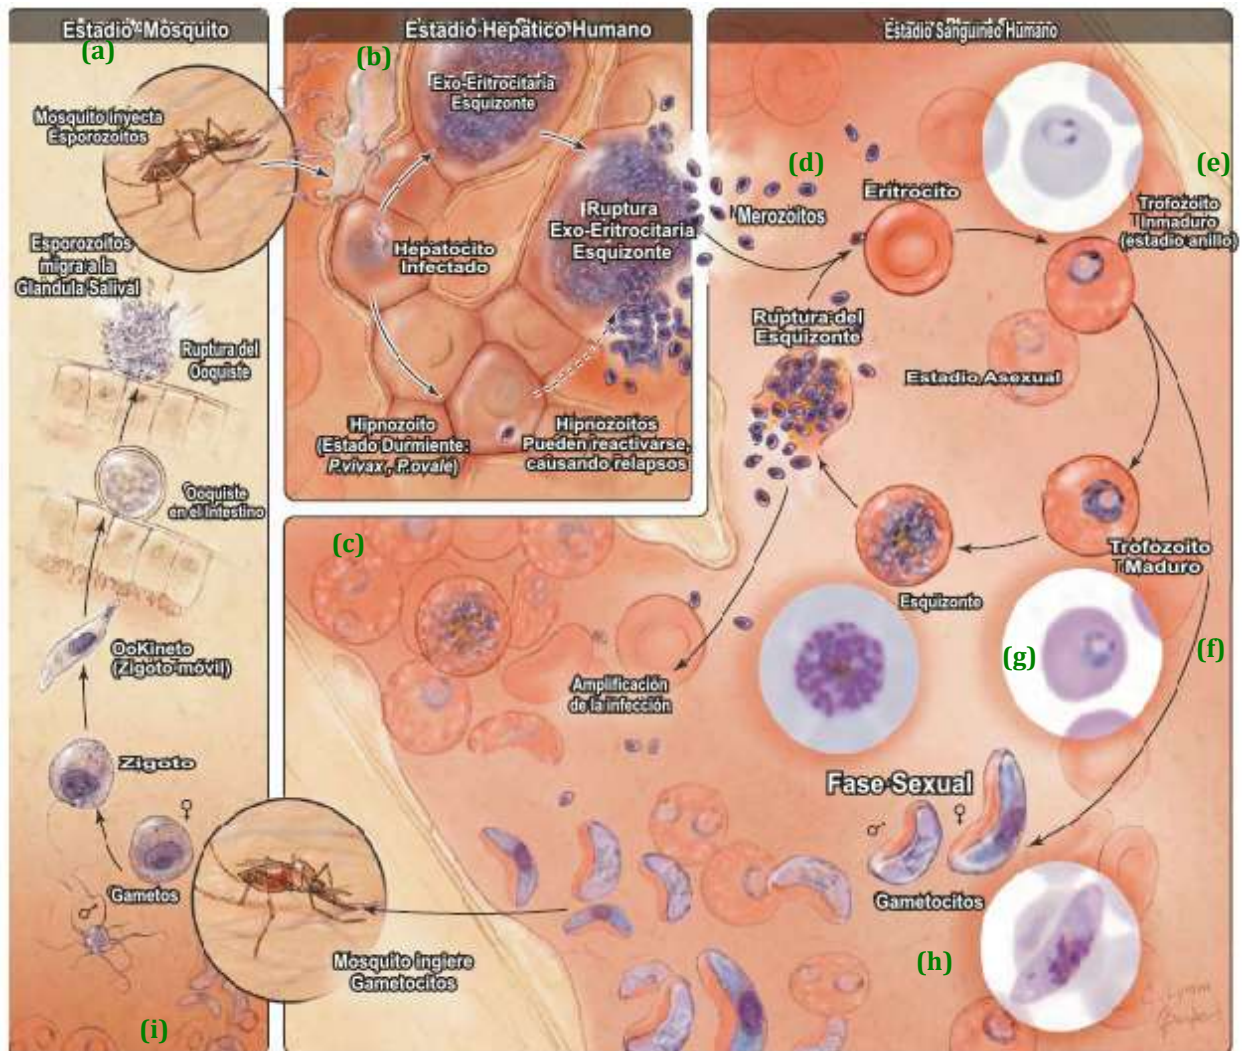 Estadio Mosquito
(a)
Mosquito inyecta
Esporozoitos
Esporozoitos
migra a la
Glandula Salival
Ruptura del
Ooquiste
Ooquiste
en el Intestino
OoKineto
(Zigoto móvil)
Zigoto
♀
Gametos
♂
(i)
Estadio Hepático Humano
(b)
Exo-Eritrocitaria
Esquizonte
Ruptura
Exo-Eritrocitaria
Esquizonte
Hepatocito
Infectado
Hipnozoito
(Estado Durmiente:
P.vivax , P.ovale)
Hipnozoitos
Pueden reactivarse,
causando relapsos
Estadio Sanguineo Humano
(d)
(e)
Merozoitos
Eritrocito
Trofozoito
Inmaduro
(estadio anillo)
Ruptura del
Esquizonte
Estadio Asexual
(c)
Trofozoito
Maduro
Esquizonte
(g)
(f)
Amplificación
de la infección
Fase Sexual
♂
♀
Gametocitos
(h)
Mosquito ingiere
Gametocitos